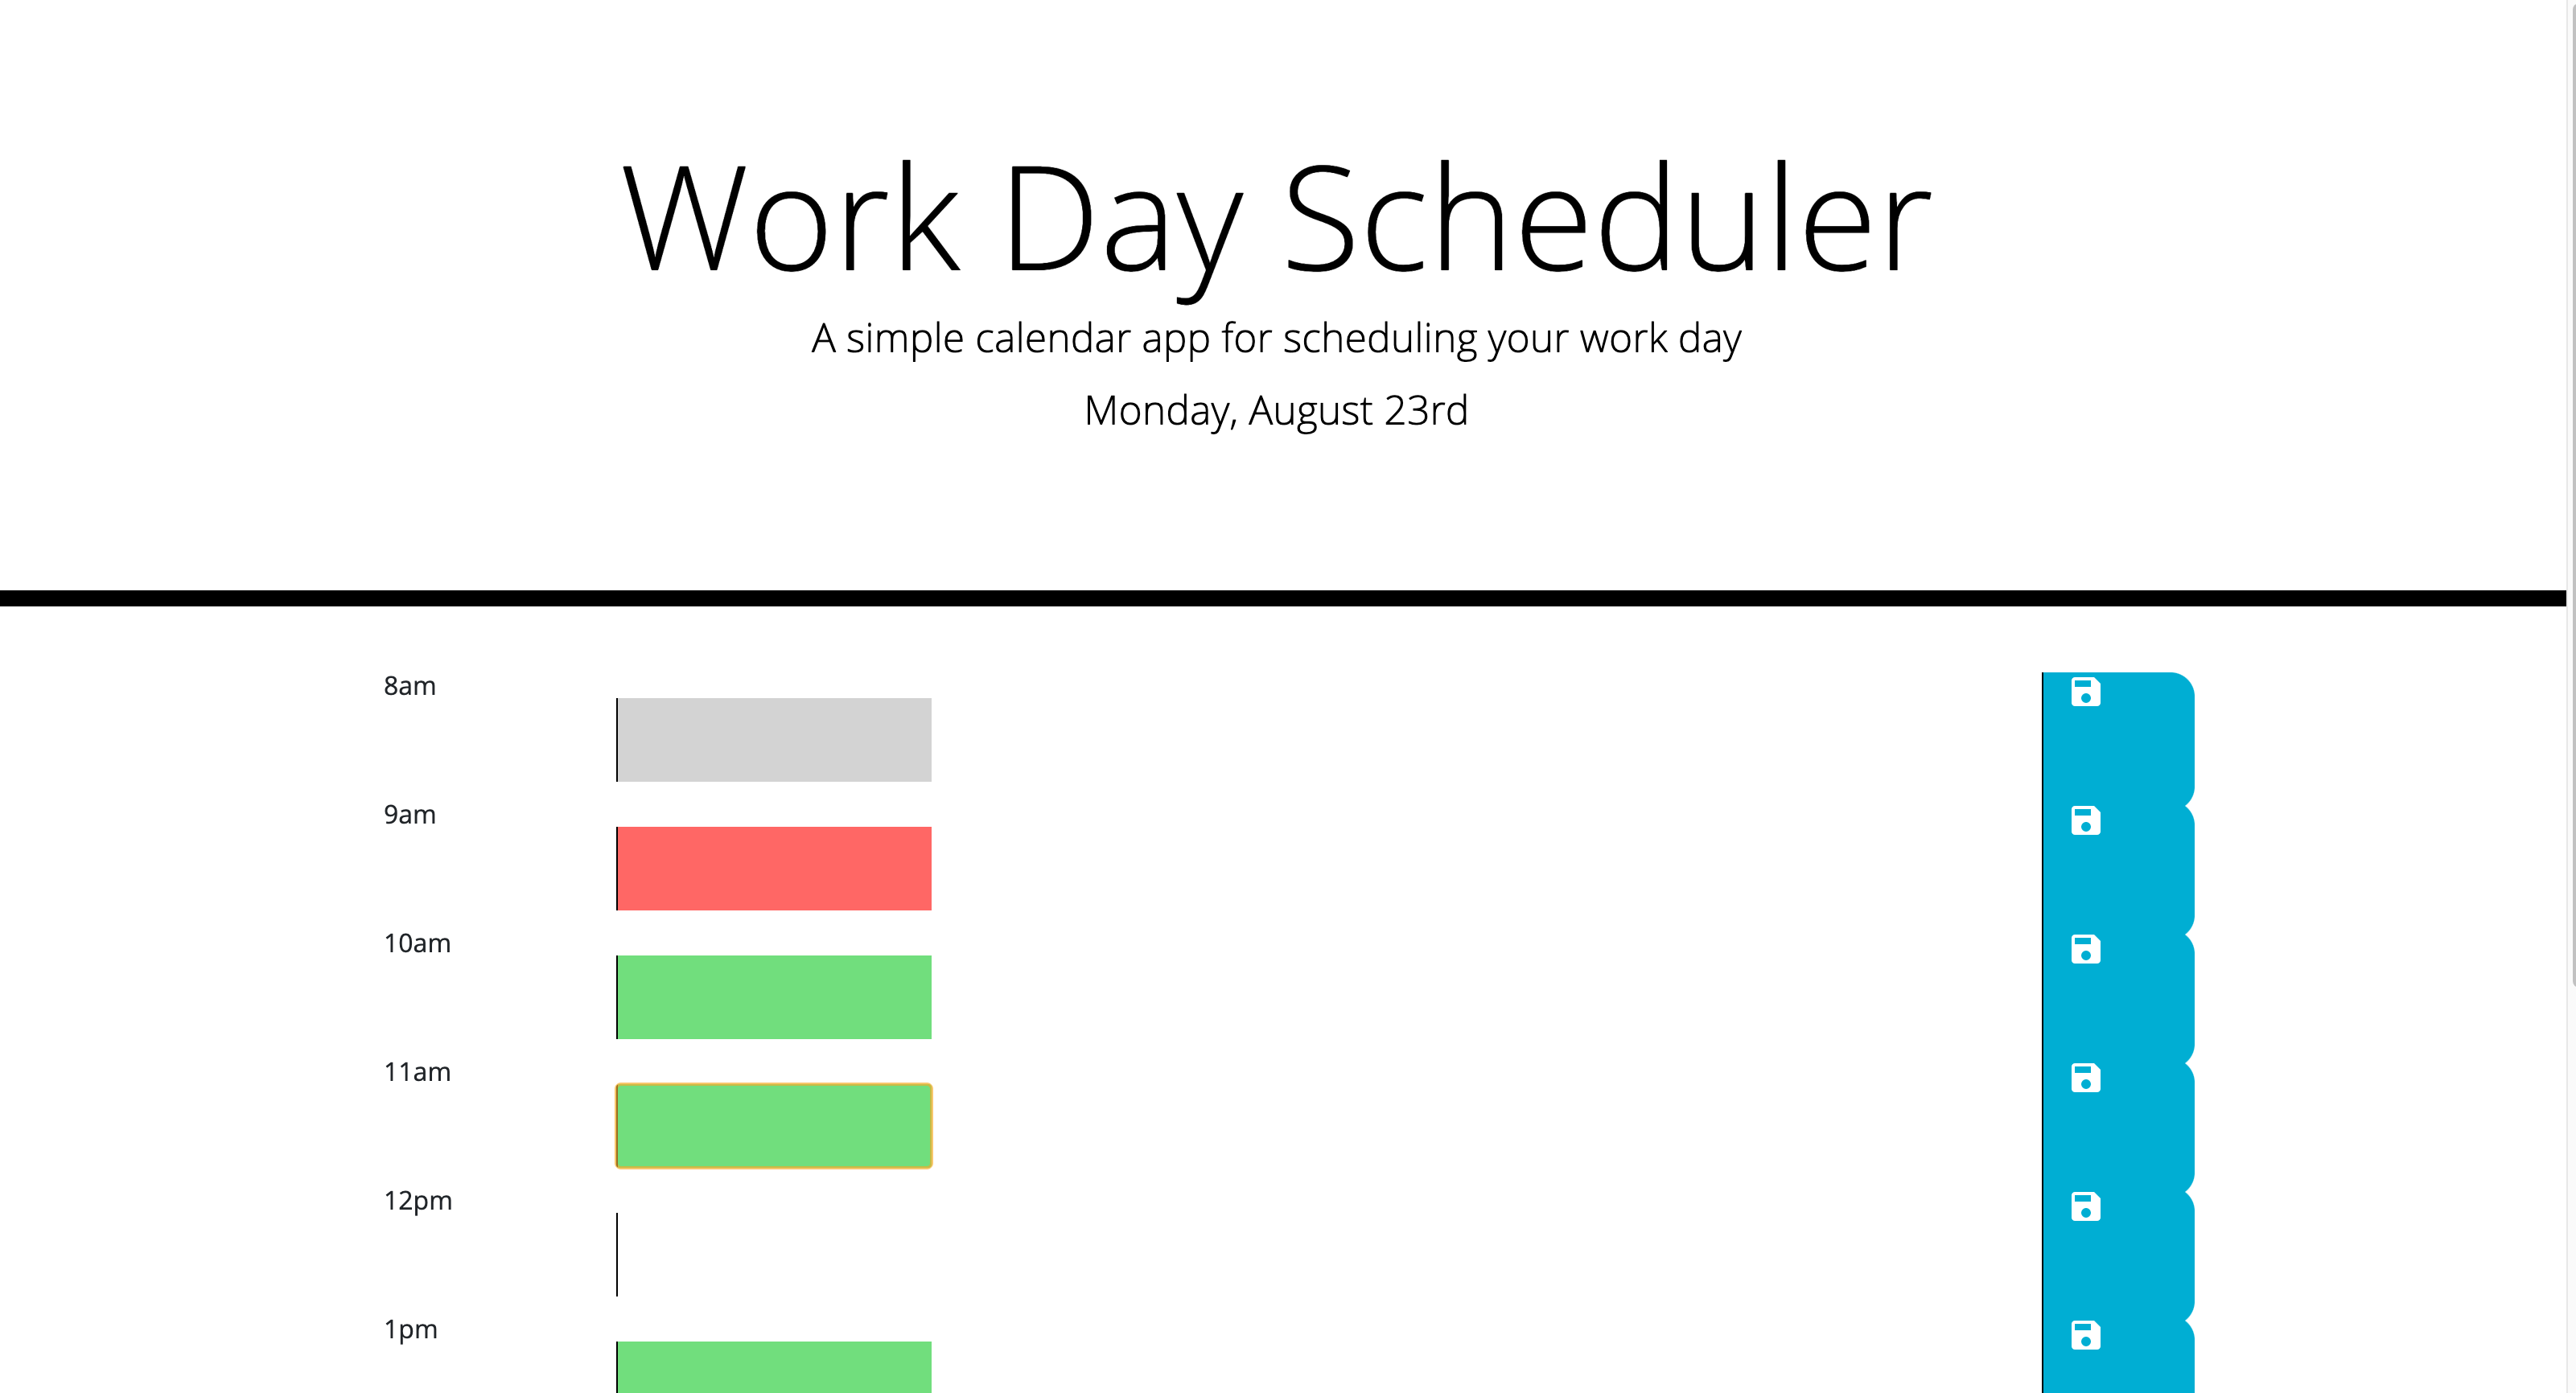 Work Day Scheduler
A simple calendar app for scheduling your work day
Monday, August 23rd
8am
9am
10am
11am
12pm
1pm